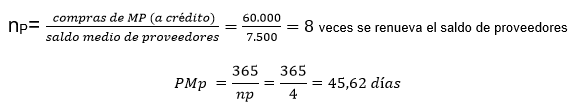 nP= compras de MP (a crédito) / saldo medio de proveedores = 60.000 / 7.500 = 8 veces se renueva el saldo de proveedores
PMp = 365 / np = 365 / 4 = 45,62 días